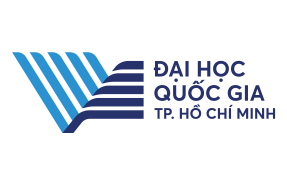 ĐẠI HỌC
QUỐC GIA
TP. HỒ CHÍ MINH